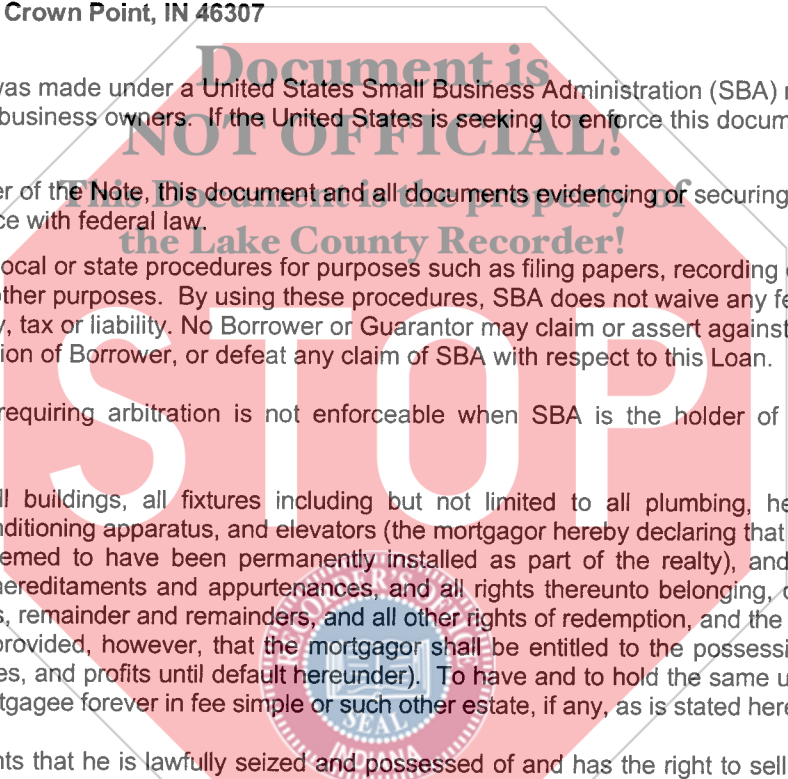 Crown Point, IN 46307
Document is
was made under a United States Small Business Administration (SBA)
business owners. If the United States is seeking to enforce this docum
NOT OFFICIAL!
er of the Note, this document and all documents evidencing or securing
This Document is the property of
ce with federal law.
the Lake County Recorder!
ocal or state procedures for purposes such as filing papers, recording
other purposes. By using these procedures, SBA does not waive any fe
y, tax or liability. No Borrower or Guarantor may claim or assert against
ion of Borrower, or defeat any claim of SBA with respect to this Loan.
STOP
requiring arbitration is not enforceable when SBA is the holder of
ll buildings, all fixtures including but not limited to all plumbing, he
nditioning apparatus, and elevators (the mortgagor hereby declaring that
emed to have been permanently installed as part of the realty), and
hereditaments and appurtenances, and all rights thereunto belonging,
s, remainder and remainders, and all other rights of redemption, and the
provided, however, that the mortgagor shall be entitled to the possessi
es, and profits until default hereunder). To have and to hold the same u
tgagee forever in fee simple or such other estate, if any, as is stated here
RECORDER'S OFFICE
SEAL
INDIANA
nts that he is lawfully seized and possessed of and has the right to sell